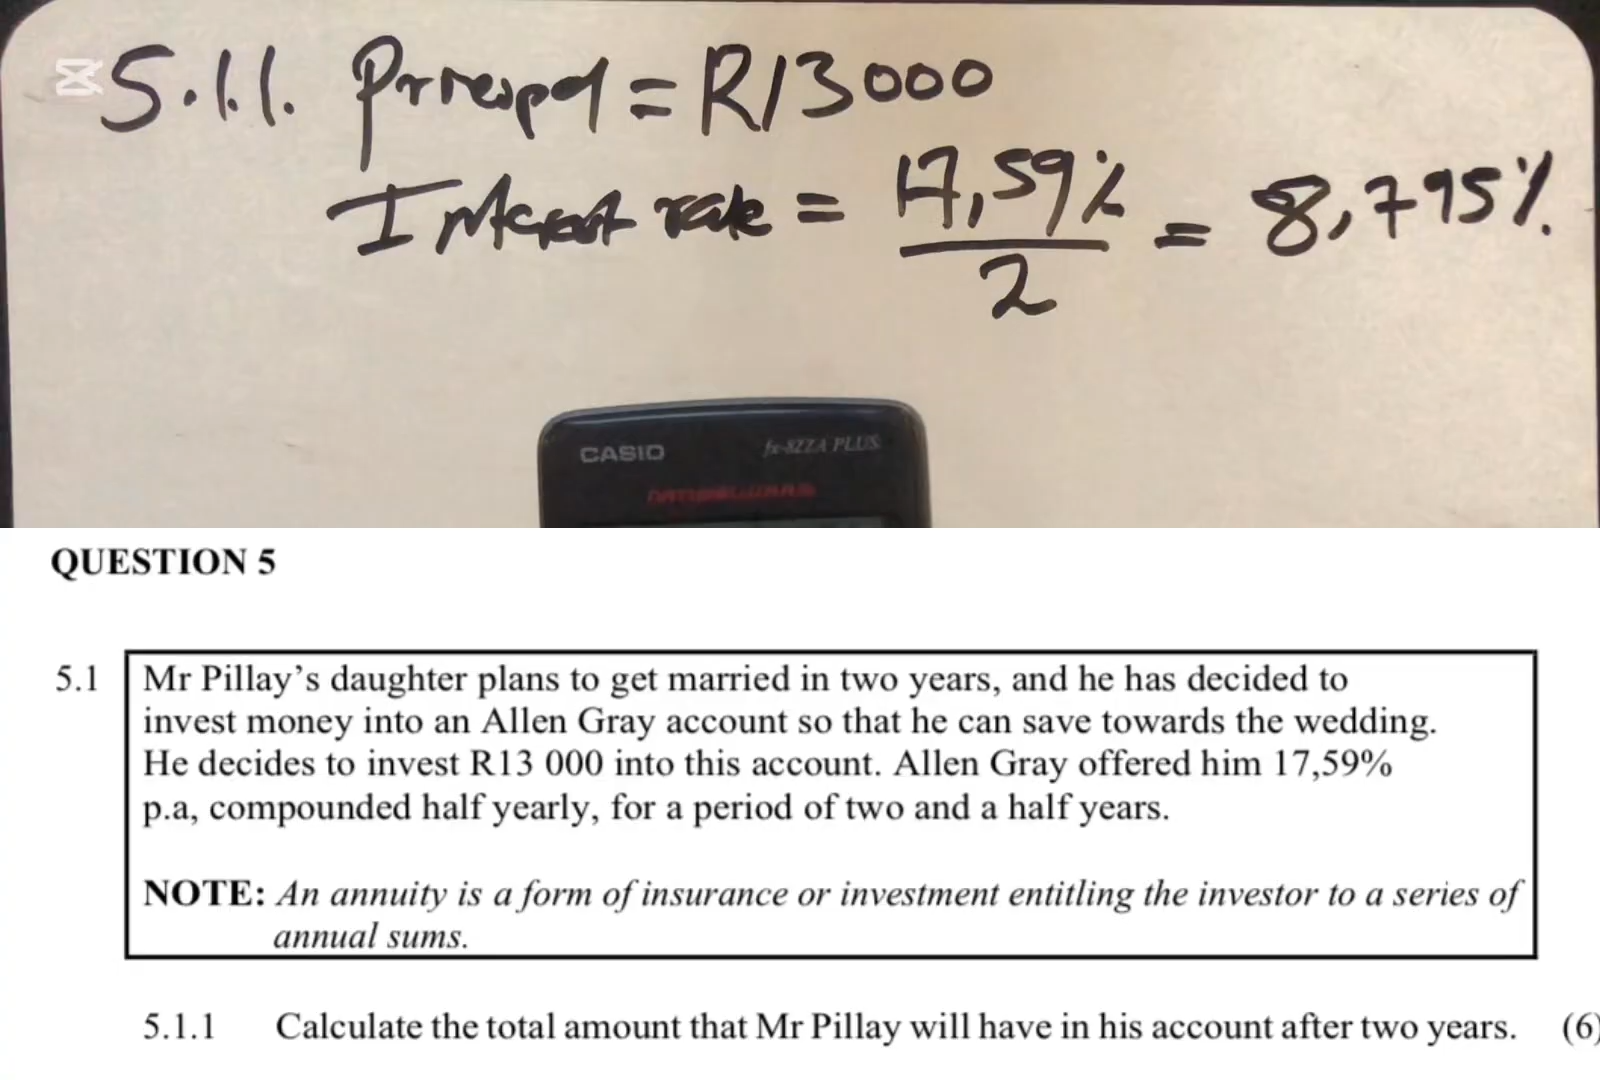 5.1.1. Principal = R13000
Interest rate = 17,59% / 2 = 8,795%.
CASIO fx-82ZA PLUS
QUESTION 5
5.1 Mr Pillay’s daughter plans to get married in two years, and he has decided to
invest money into an Allen Gray account so that he can save towards the wedding.
He decides to invest R13 000 into this account. Allen Gray offered him 17,59%
p.a, compounded half yearly, for a period of two and a half years.
NOTE: An annuity is a form of insurance or investment entitling the investor to a series of
annual sums.
5.1.1 Calculate the total amount that Mr Pillay will have in his account after two years. (6)